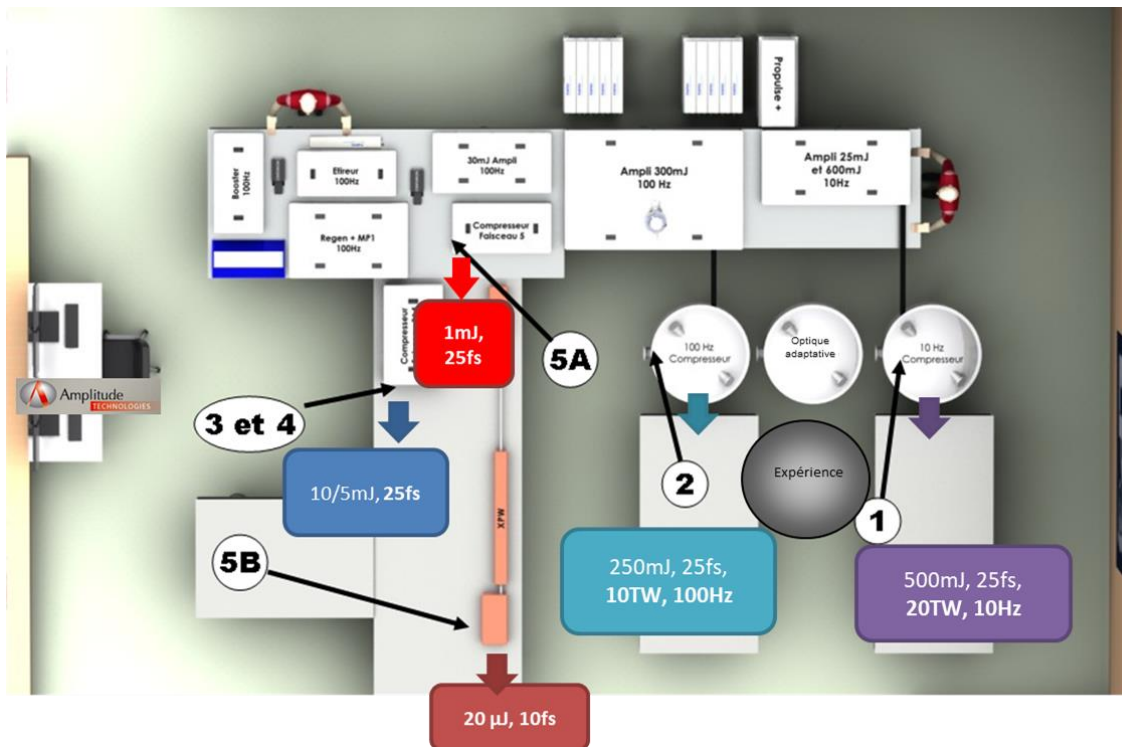 Propulse +
Booster
100Hz
Etireur
100Hz
30mJ Ampli
100Hz
Ampli 300mJ
100 Hz
Ampli 25mJ
et 600mJ
10Hz
Regen + MP1
100Hz
Compresseur
Faisceau 5
Compresseur
1mJ,
25fs
5A
100 Hz
Compresseur
Optique
adaptative
10 Hz
Compresseur
Amplitude
TECHNOLOGIES
3 et 4
10/5mJ, 25fs
XPW
2
Expérience
1
5B
250mJ, 25fs,
10TW, 100Hz
500mJ, 25fs,
20TW, 10Hz
20 µJ, 10fs